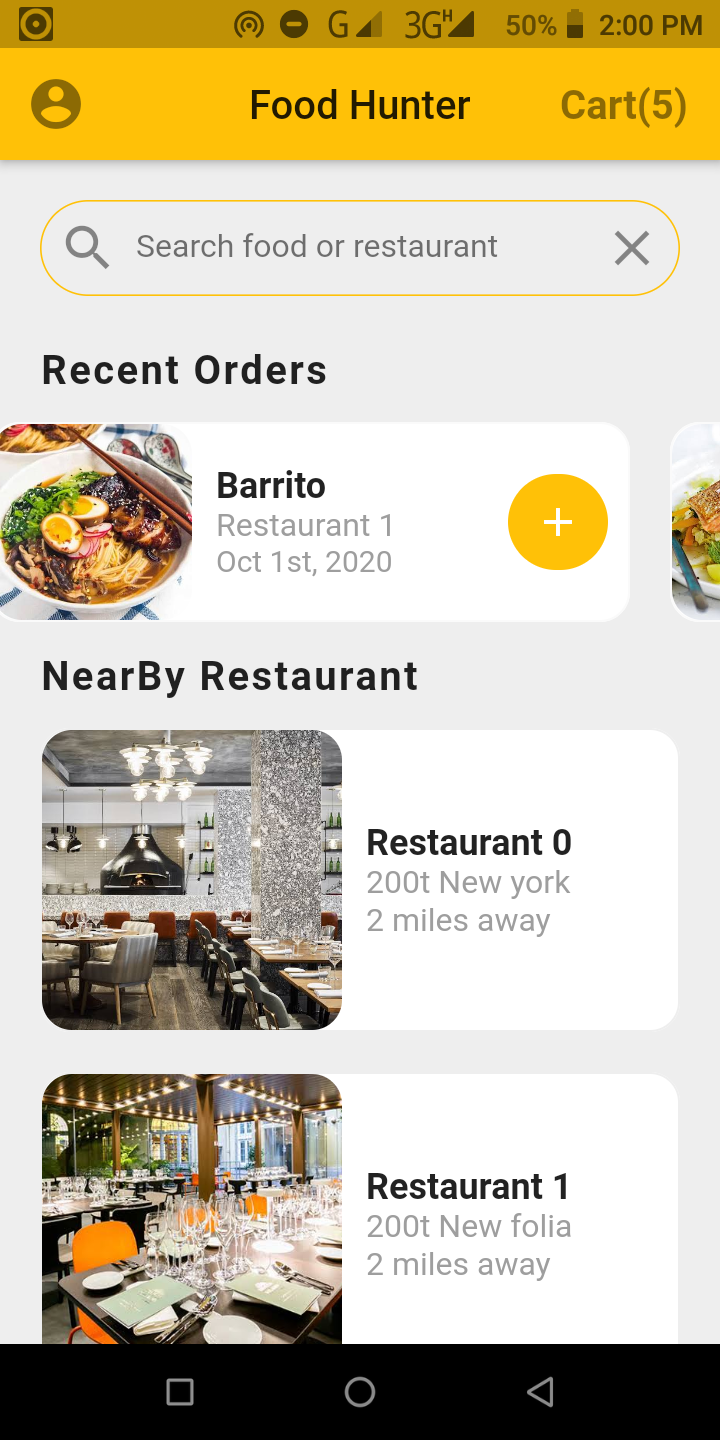 G 3G H 50% 2:00 PM
Food Hunter Cart(5)
Search food or restaurant
Recent Orders
Barrito
Restaurant 1
Oct 1st, 2020
NearBy Restaurant
Restaurant 0
200t New york
2 miles away
Restaurant 1
200t New folia
2 miles away